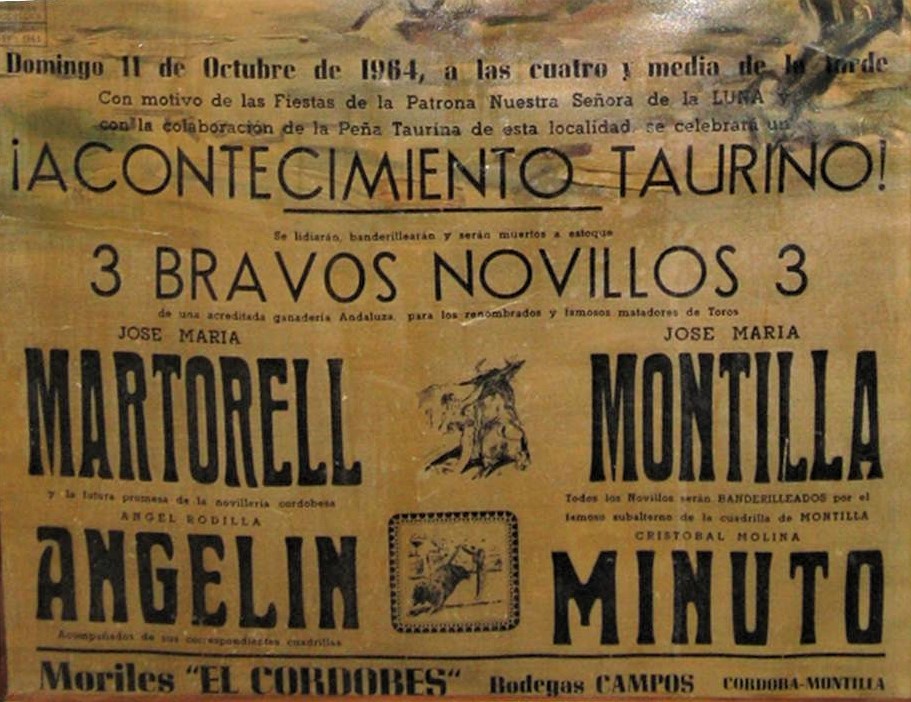 Domingo 11 de Octubre de 1964, a las cuatro y media de la tarde
Con motivo de las Fiestas de la Patrona Nuestra Señora de la LUNA y
con la colaboración de la Peña Taurina de esta localidad se celebrará un
¡ACONTECIMIENTO TAURINO!
Se lidiarán, banderillearán y serán muertos a estoque
3 BRAVOS NOVILLOS 3
de una acreditada ganadería Andaluza, para los renombrados y famosos matadores de Toros
JOSE MARIA
MARTORELL
JOSE MARIA
MONTILLA
y la futura promesa de la novillería cordobesa
ANGEL RODILLA
ANGELIN
Acompañados de sus correspondientes cuadrillas
Todos los Novillos serán BANDERILLEADOS por el
famoso subalterno de la cuadrilla de MONTILLA
CRISTOBAL MOLINA
MINUTO
Moriles "EL CORDOBES" Bodegas CAMPOS CORDOBA-MONTILLA